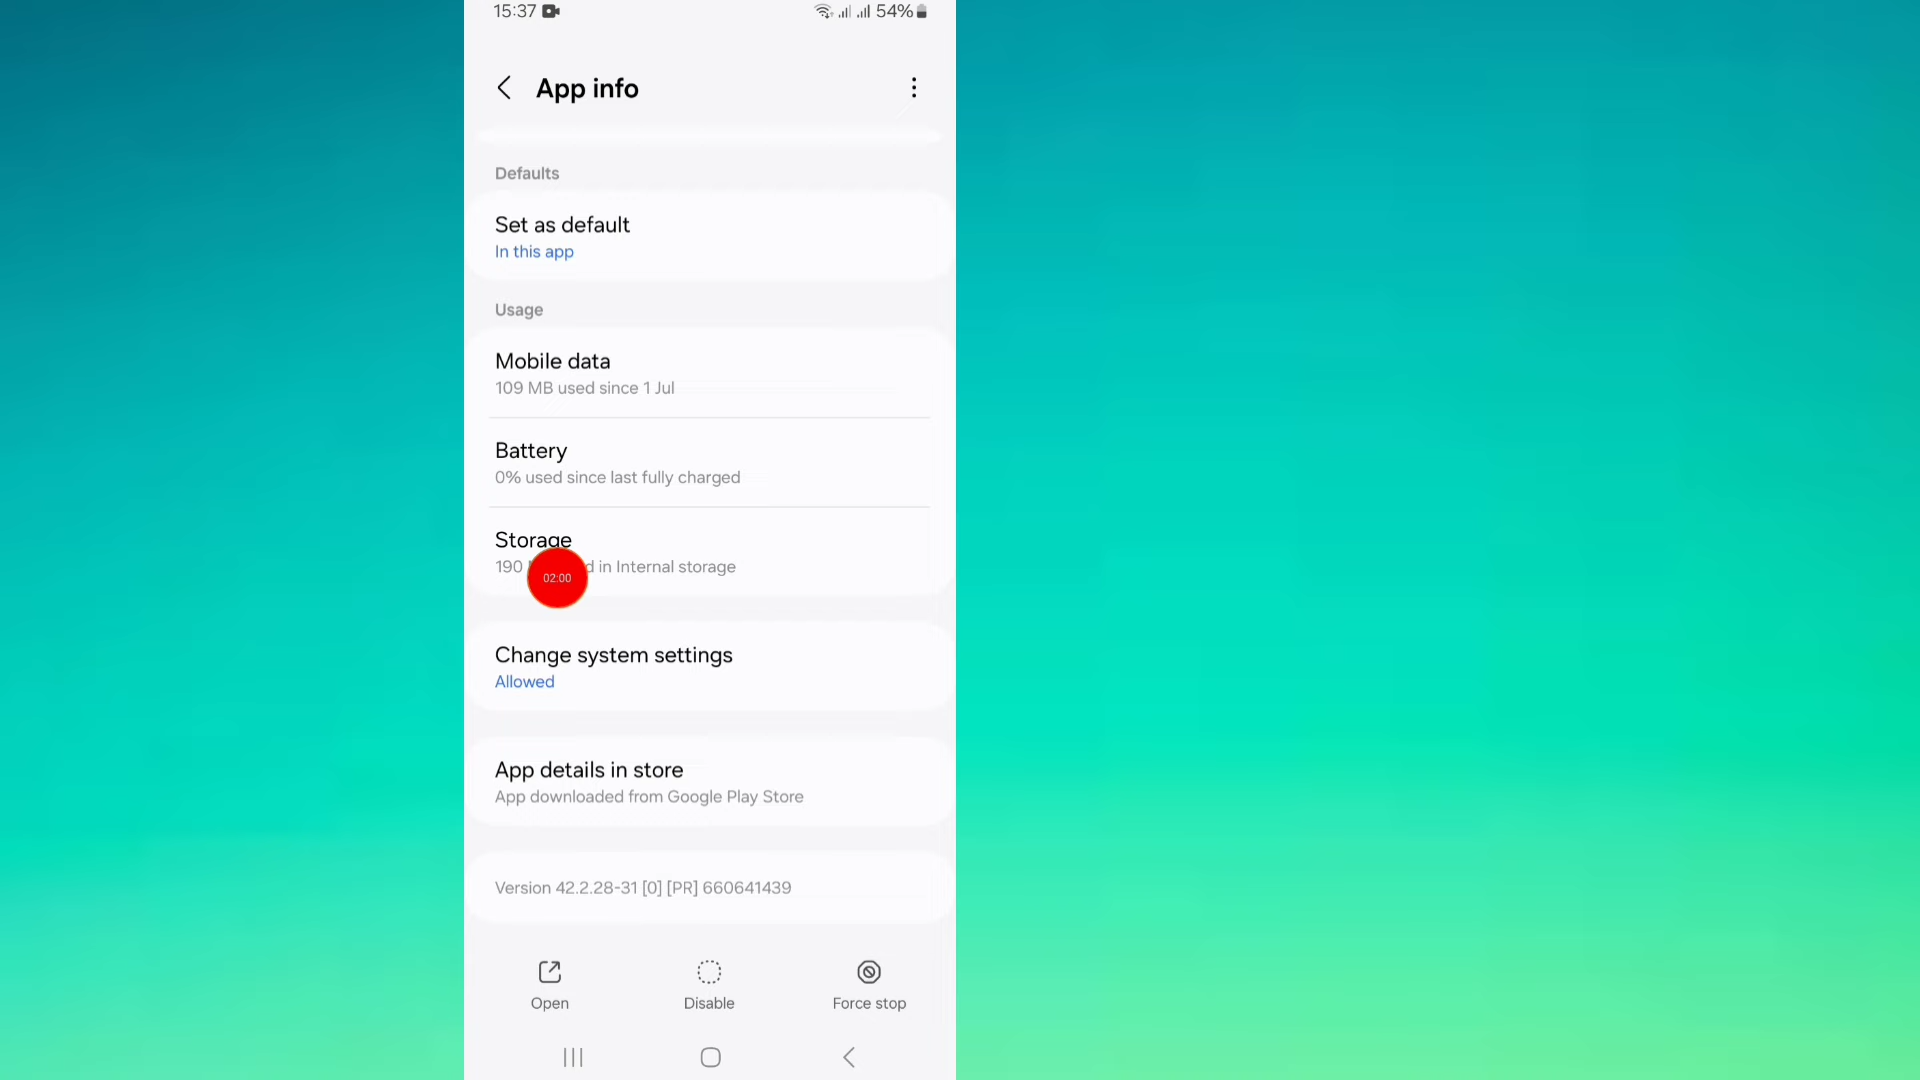 15:37 54%
App info
Defaults
Set as default
In this app
Usage
Mobile data
109 MB used since 1 Jul
Battery
0% used since last fully charged
Storage
190 in Internal storage
02:00
Change system settings
Allowed
App details in store
App downloaded from Google Play Store
Version 42.2.28-31 [0] [PR] 660641439
Open Disable Force stop